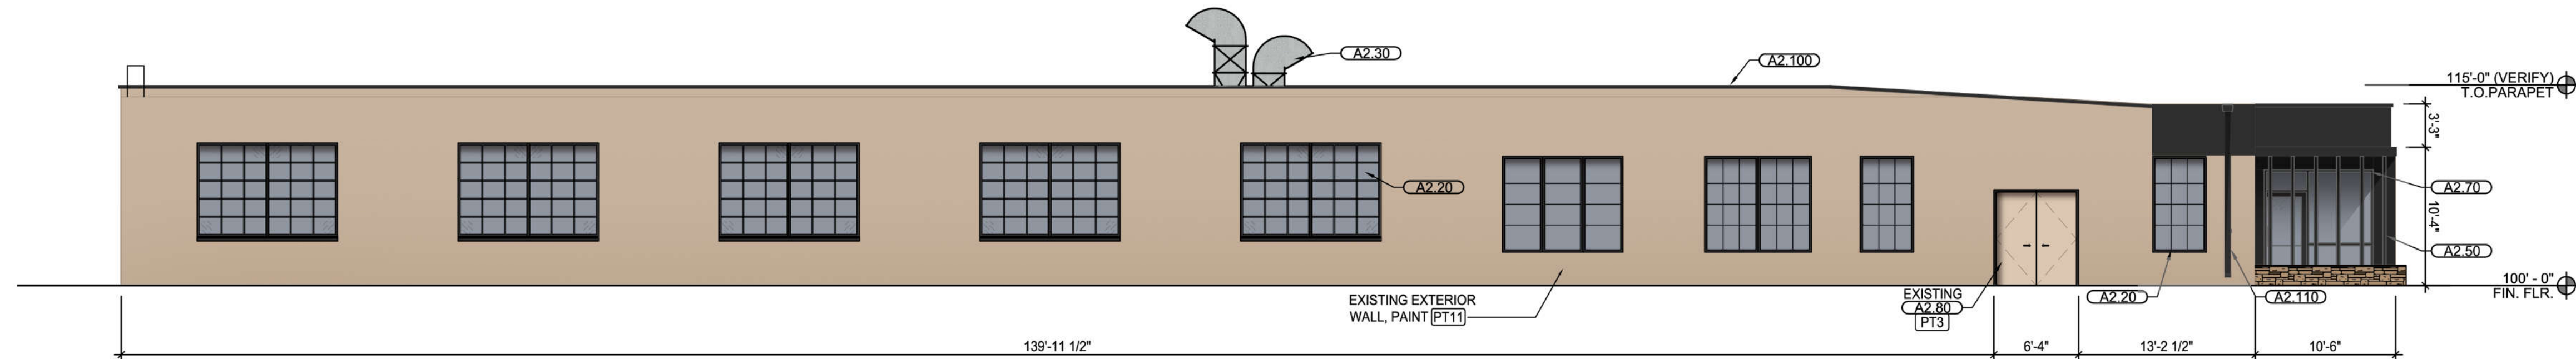 A2.30
A2.100
115'-0" (VERIFY)
T.O.PARAPET
3'-3"
A2.20
A2.70
10'-4"
A2.50
EXISTING EXTERIOR
WALL, PAINT PT11
EXISTING
A2.80
PT3
A2.20
A2.110
100' - 0"
FIN. FLR.
139'-11 1/2"
6'-4"
13'-2 1/2"
10'-6"